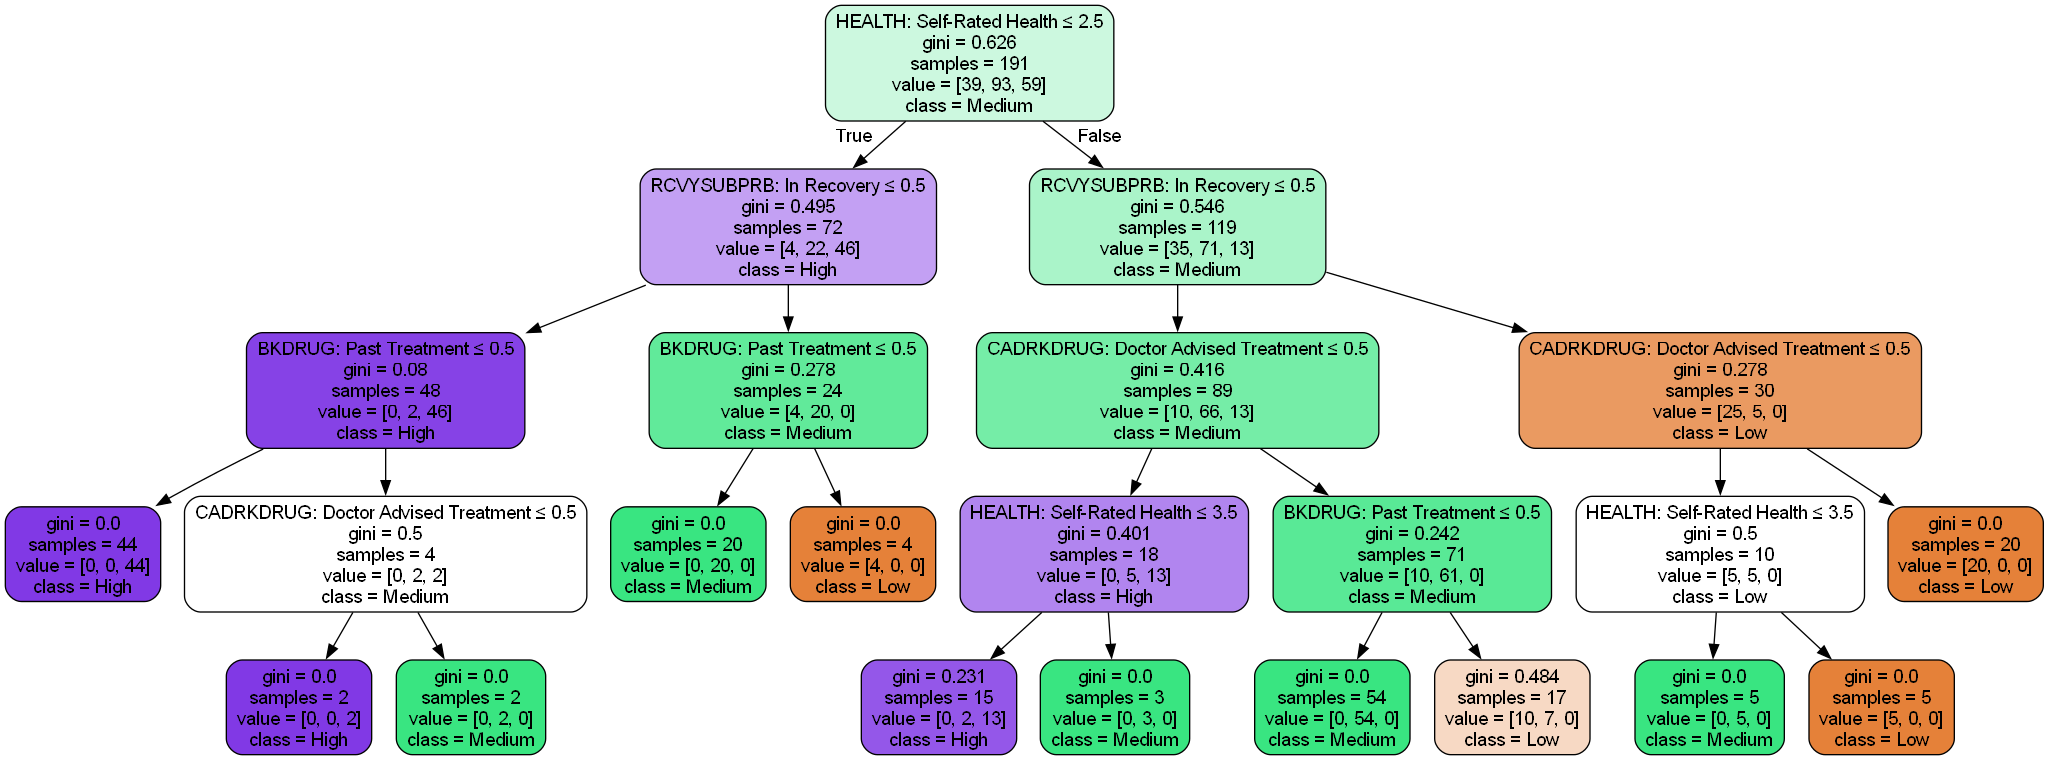 HEALTH: Self-Rated Health ≤ 2.5
gini = 0.626
samples = 191
value = [39, 93, 59]
class = Medium
True
False
RCVYSUBPRB: In Recovery ≤ 0.5
gini = 0.495
samples = 72
value = [4, 22, 46]
class = High
RCVYSUBPRB: In Recovery ≤ 0.5
gini = 0.546
samples = 119
value = [35, 71, 13]
class = Medium
BKDRUG: Past Treatment ≤ 0.5
gini = 0.08
samples = 48
value = [0, 2, 46]
class = High
BKDRUG: Past Treatment ≤ 0.5
gini = 0.278
samples = 24
value = [4, 20, 0]
class = Medium
CADRKDRUG: Doctor Advised Treatment ≤ 0.5
gini = 0.416
samples = 89
value = [10, 66, 13]
class = Medium
CADRKDRUG: Doctor Advised Treatment ≤ 0.5
gini = 0.278
samples = 30
value = [25, 5, 0]
class = Low
gini = 0.0
samples = 44
value = [0, 0, 44]
class = High
CADRKDRUG: Doctor Advised Treatment ≤ 0.5
gini = 0.5
samples = 4
value = [0, 2, 2]
class = Medium
gini = 0.0
samples = 20
value = [0, 20, 0]
class = Medium
gini = 0.0
samples = 4
value = [4, 0, 0]
class = Low
HEALTH: Self-Rated Health ≤ 3.5
gini = 0.401
samples = 18
value = [0, 5, 13]
class = High
BKDRUG: Past Treatment ≤ 0.5
gini = 0.242
samples = 71
value = [10, 61, 0]
class = Medium
HEALTH: Self-Rated Health ≤ 3.5
gini = 0.5
samples = 10
value = [5, 5, 0]
class = Low
gini = 0.0
samples = 20
value = [20, 0, 0]
class = Low
gini = 0.0
samples = 2
value = [0, 0, 2]
class = High
gini = 0.0
samples = 2
value = [0, 2, 0]
class = Medium
gini = 0.231
samples = 15
value = [0, 2, 13]
class = High
gini = 0.0
samples = 3
value = [0, 3, 0]
class = Medium
gini = 0.0
samples = 54
value = [0, 54, 0]
class = Medium
gini = 0.484
samples = 17
value = [10, 7, 0]
class = Low
gini = 0.0
samples = 5
value = [0, 5, 0]
class = Medium
gini = 0.0
samples = 5
value = [5, 0, 0]
class = Low